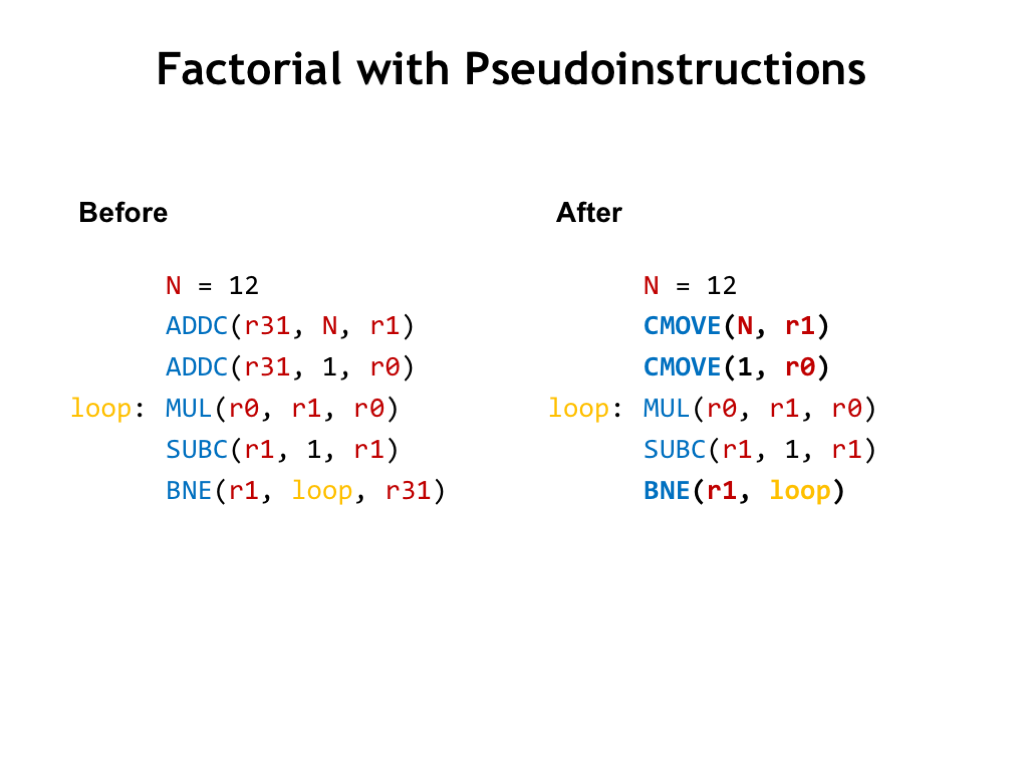 Factorial with Pseudoinstructions
Before
N = 12
ADDC(r31, N, r1)
ADDC(r31, 1, r0)
loop: MUL(r0, r1, r0)
SUBC(r1, 1, r1)
BNE(r1, loop, r31)
After
N = 12
CMOVE(N, r1)
CMOVE(1, r0)
loop: MUL(r0, r1, r0)
SUBC(r1, 1, r1)
BNE(r1, loop)